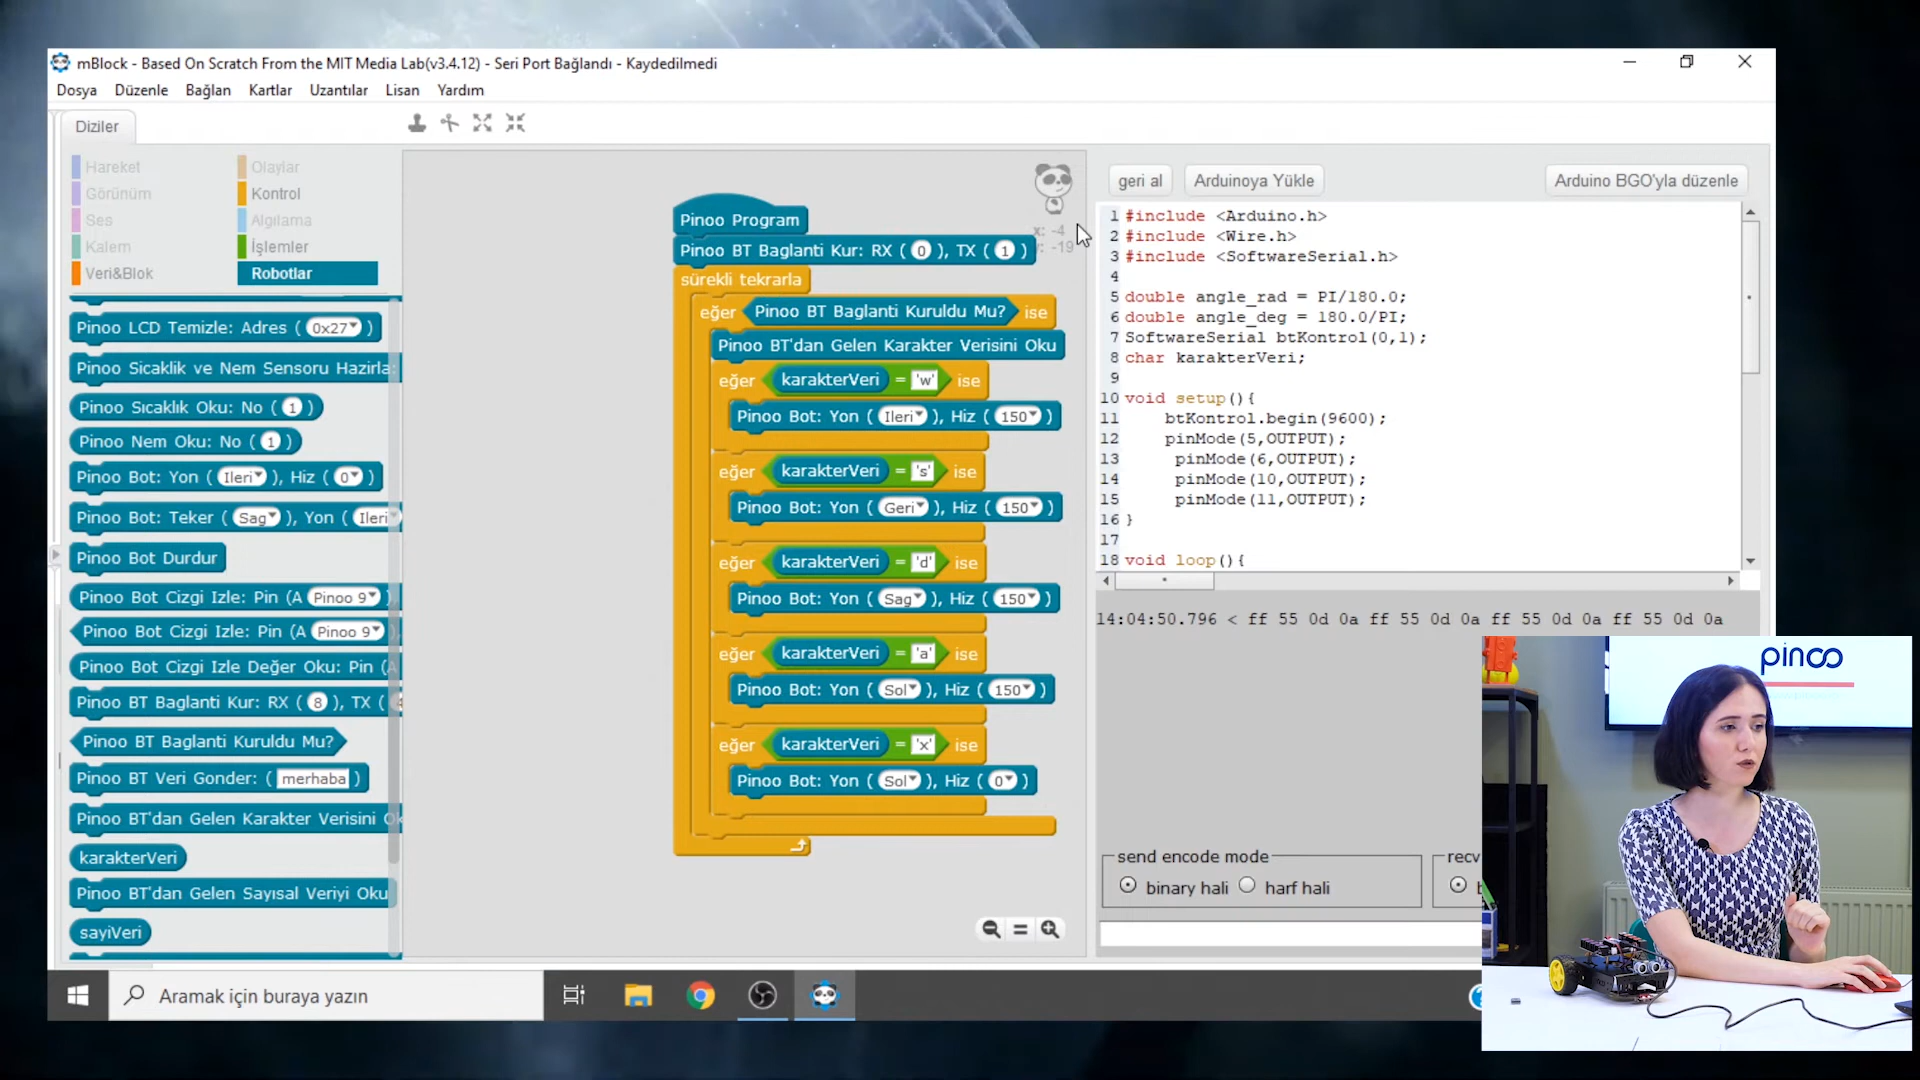 mBlock - Based On Scratch From the MIT Media Lab(v3.4.12) - Seri Port Bağlandı - Kaydedilmedi
Dosya Düzenle Bağlan Kartlar Uzantılar Lisan Yardım
Diziler
Hareket
Görünüm
Ses
Kalem
Veri&Blok
Olaylar
Kontrol
Algılama
İşlemler
Robotlar
Pinoo LCD Temizle: Adres ( 0x27 )
Pinoo Sicaklik ve Nem Sensoru Hazirla:
Pinoo Sıcaklık Oku: No ( 1 )
Pinoo Nem Oku: No ( 1 )
Pinoo Bot: Yon ( Ileri ), Hiz ( 0 )
Pinoo Bot: Teker ( Sag ), Yon ( Ileri
Pinoo Bot Durdur
Pinoo Bot Cizgi Izle: Pin (A Pinoo 9 )
Pinoo Bot Cizgi Izle: Pin (A Pinoo 9
Pinoo Bot Cizgi Izle Değer Oku: Pin (A
Pinoo BT Baglanti Kur: RX ( 8 ), TX (
Pinoo BT Baglanti Kuruldu Mu?
Pinoo BT Veri Gonder: ( merhaba )
Pinoo BT'dan Gelen Karakter Verisini
karakterVeri
Pinoo BT'dan Gelen Sayısal Veriyi Oku
sayiVeri
x: -4
y: -19
Pinoo Program
Pinoo BT Baglanti Kur: RX ( 0 ), TX ( 1 )
sürekli tekrarla
eğer Pinoo BT Baglanti Kuruldu Mu? ise
Pinoo BT'dan Gelen Karakter Verisini Oku
eğer karakterVeri = 'w' ise
Pinoo Bot: Yon ( Ileri ), Hiz ( 150 )
eğer karakterVeri = 's' ise
Pinoo Bot: Yon ( Geri ), Hiz ( 150 )
eğer karakterVeri = 'd' ise
Pinoo Bot: Yon ( Sag ), Hiz ( 150 )
eğer karakterVeri = 'a' ise
Pinoo Bot: Yon ( Sol ), Hiz ( 150 )
eğer karakterVeri = 'x' ise
Pinoo Bot: Yon ( Sol ), Hiz ( 0 )
geri al Arduinoya Yükle Arduino BGO'yla düzenle
1 #include <Arduino.h>
2 #include <Wire.h>
3 #include <SoftwareSerial.h>
4
5 double angle_rad = PI/180.0;
6 double angle_deg = 180.0/PI;
7 SoftwareSerial btKontrol(0,1);
8 char karakterVeri;
9
10 void setup(){
11 btKontrol.begin(9600);
12 pinMode(5,OUTPUT);
13 pinMode(6,OUTPUT);
14 pinMode(10,OUTPUT);
15 pinMode(11,OUTPUT);
16 }
17
18 void loop(){
14:04:50.796 < ff 55 0d 0a ff 55 0d 0a ff 55 0d 0a ff 55 0d 0a
send encode mode
binary hali harf hali
recv
pinoo
Aramak için buraya yazın